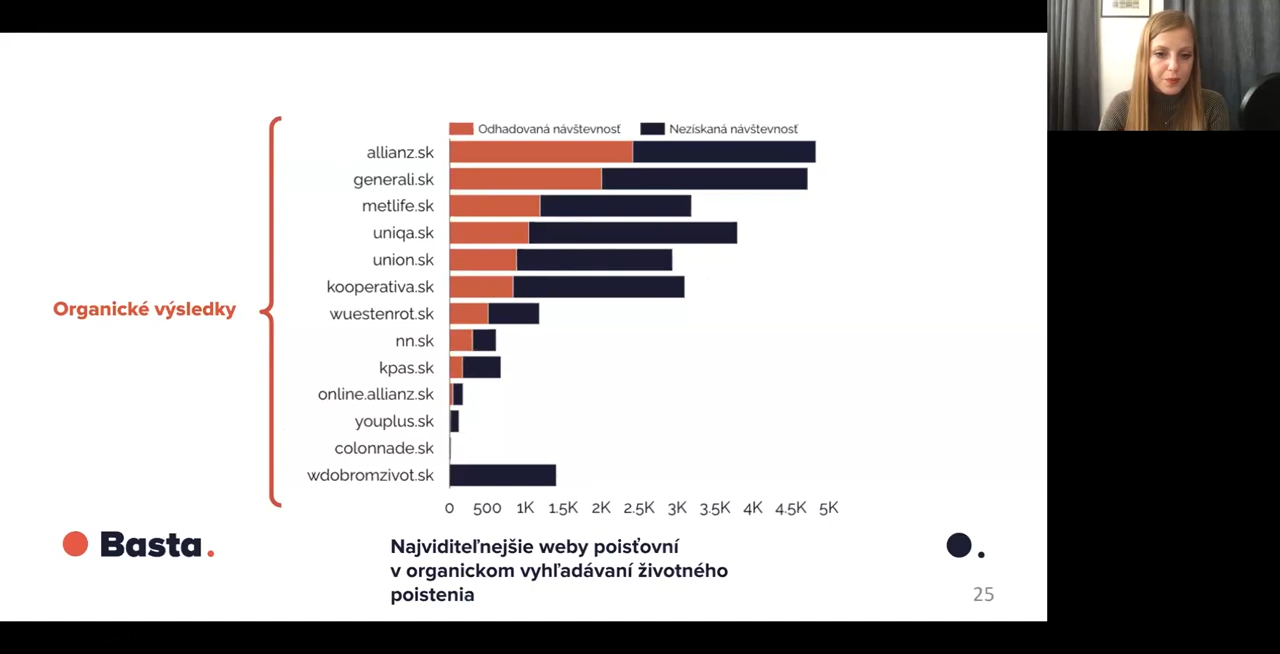 Odhadovaná návštevnosť
Nezískaná návštevnosť
allianz.sk
generali.sk
metlife.sk
uniqa.sk
union.sk
kooperativa.sk
wuestenrot.sk
nn.sk
kpas.sk
online.allianz.sk
youplus.sk
colonnade.sk
wdobromzivot.sk
Organické výsledky
0 500 1K 1.5K 2K 2.5K 3K 3.5K 4K 4.5K 5K
Basta.
Najviditeľnejšie weby poisťovní
v organickom vyhľadávaní životného
poistenia
25